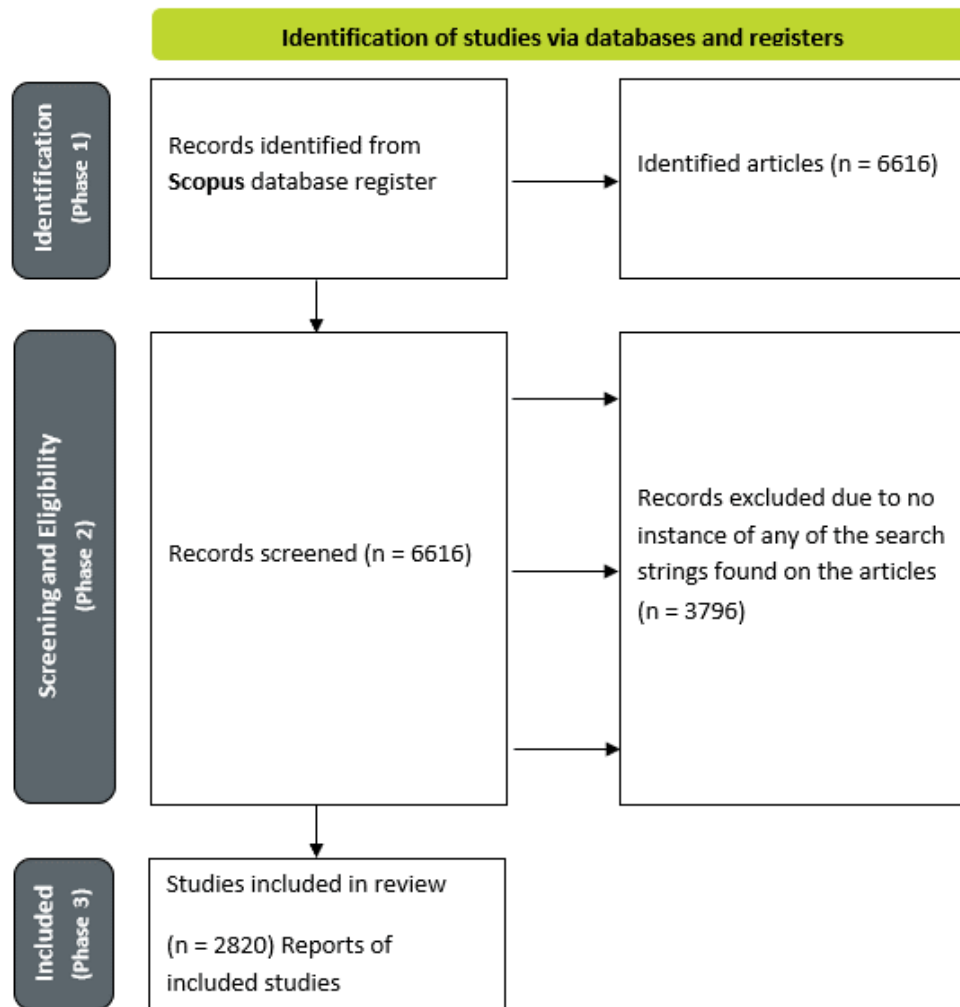 Identification of studies via databases and registers
Identification
(Phase 1)
Records identified from
Scopus database register
Identified articles (n = 6616)
Screening and Eligibility
(Phase 2)
Records screened (n = 6616)
Records excluded due to no
instance of any of the search
strings found on the articles
(n = 3796)
Included
(Phase 3)
Studies included in review
(n = 2820) Reports of
included studies